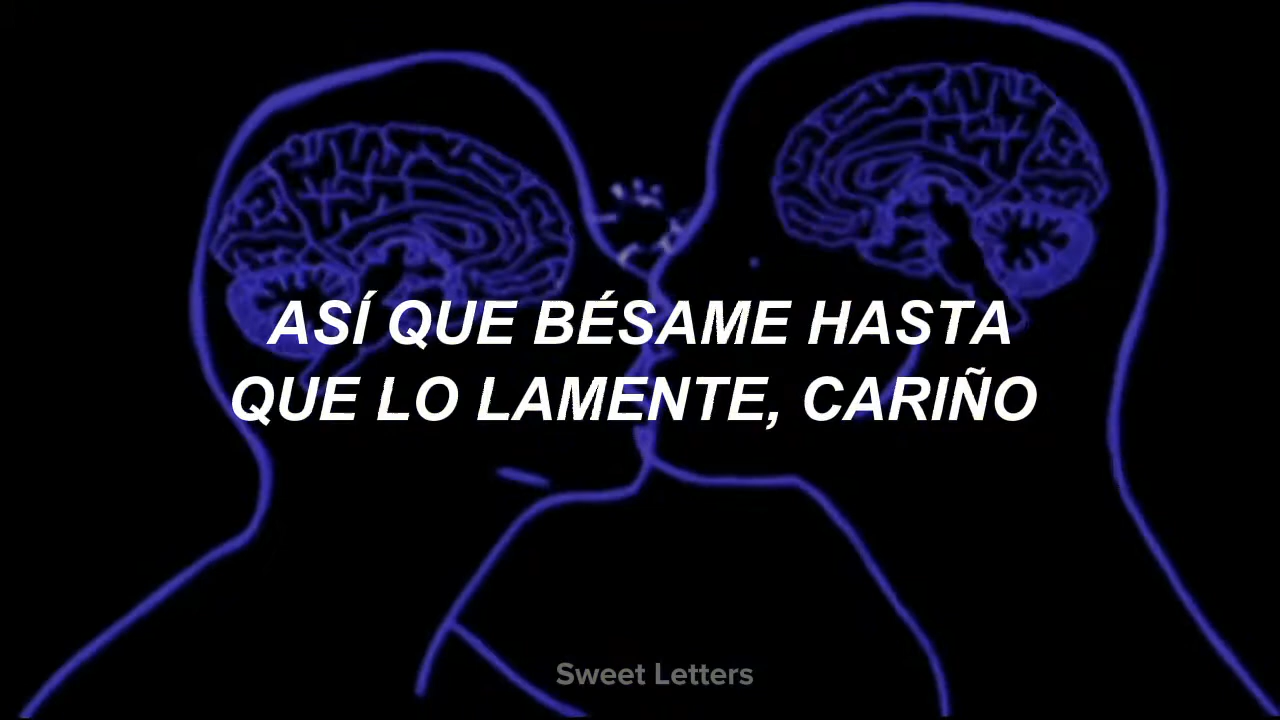 ASÍ QUE BÉSAME HASTA
QUE LO LAMENTE, CARIÑO
Sweet Letters